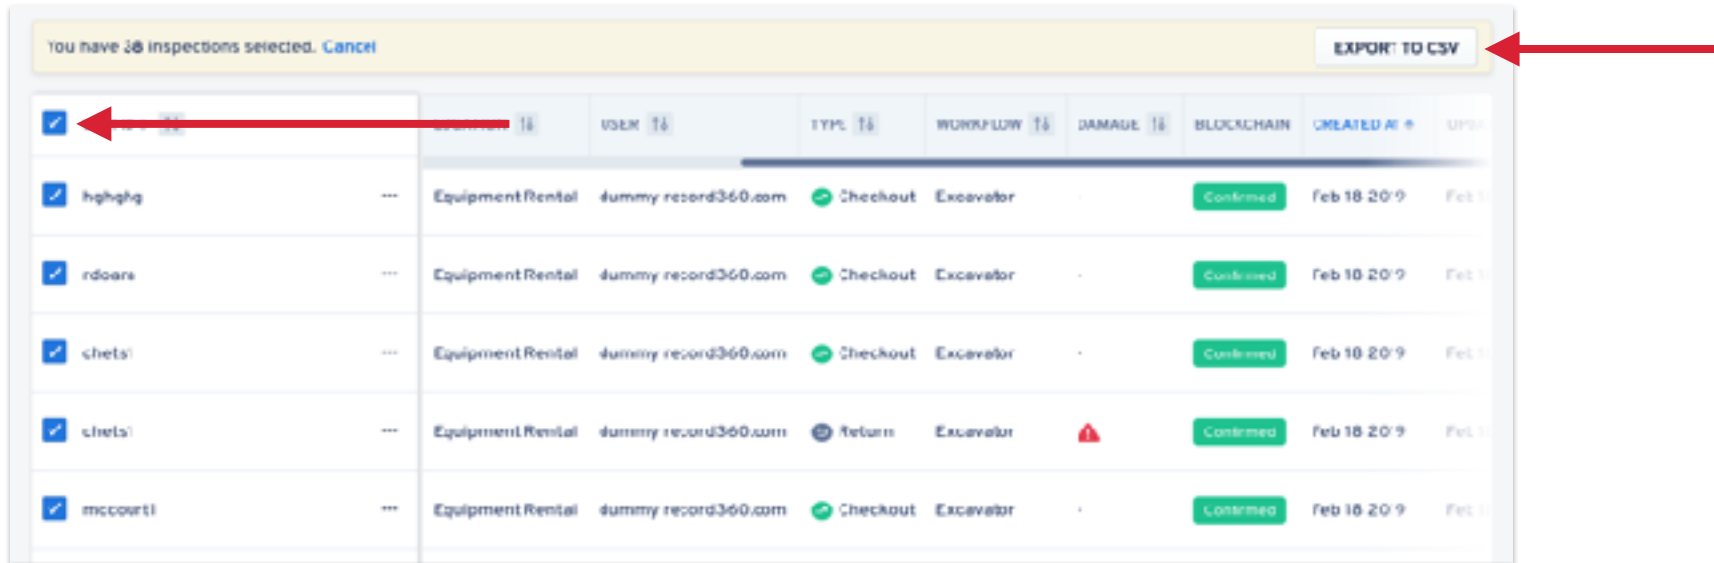 You have 38 inspections selected. Cancel EXPORT TO CSV
USER TYPE WORKFLOW DAMAGE BLOCKCHAIN CREATED AT
hghghg ... Equipment Rental dummy record360.com Checkout Excavator - Confirmed Feb 18 2019
... Equipment Rental dummy record360.com Checkout Excavator - Confirmed Feb 18 2019
chets1 ... Equipment Rental dummy record360.com Checkout Excavator - Confirmed Feb 18 2019
chets1 ... Equipment Rental dummy record360.com Return Excavator Confirmed Feb 18 2019
mccourt1 ... Equipment Rental dummy record360.com Checkout Excavator - Confirmed Feb 18 2019